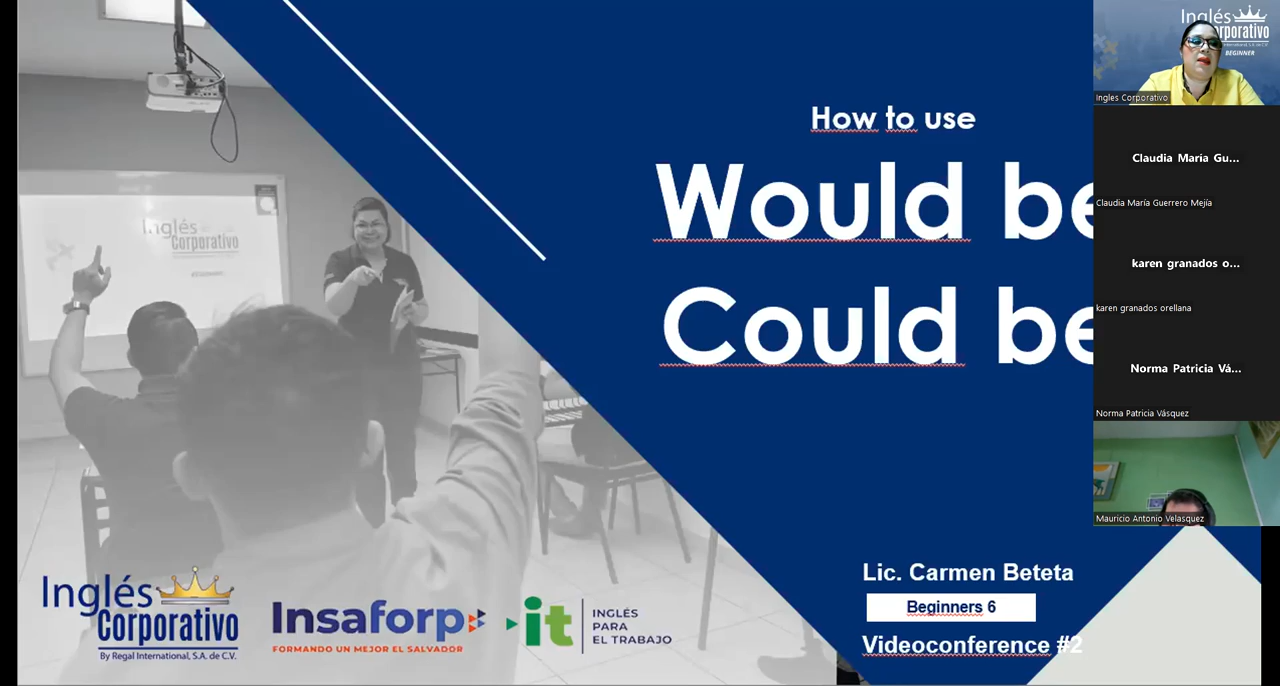 How to use
Would be
Could be
Lic. Carmen Beteta
Beginners 6
Videoconference #2
Inglés
Corporativo
By Regal International, S.A. de C.V.
Insaforp
FORMANDO UN MEJOR EL SALVADOR
it
INGLÉS
PARA
EL TRABAJO
Inglés
Corporativo
Inglés
Corporativo
BEGINNER
Ingles Corporativo
Claudia María Gu...
Claudia María Guerrero Mejía
karen granados o...
karen granados orellana
Norma Patricia Vá...
Norma Patricia Vásquez
Mauricio Antonio Velasquez